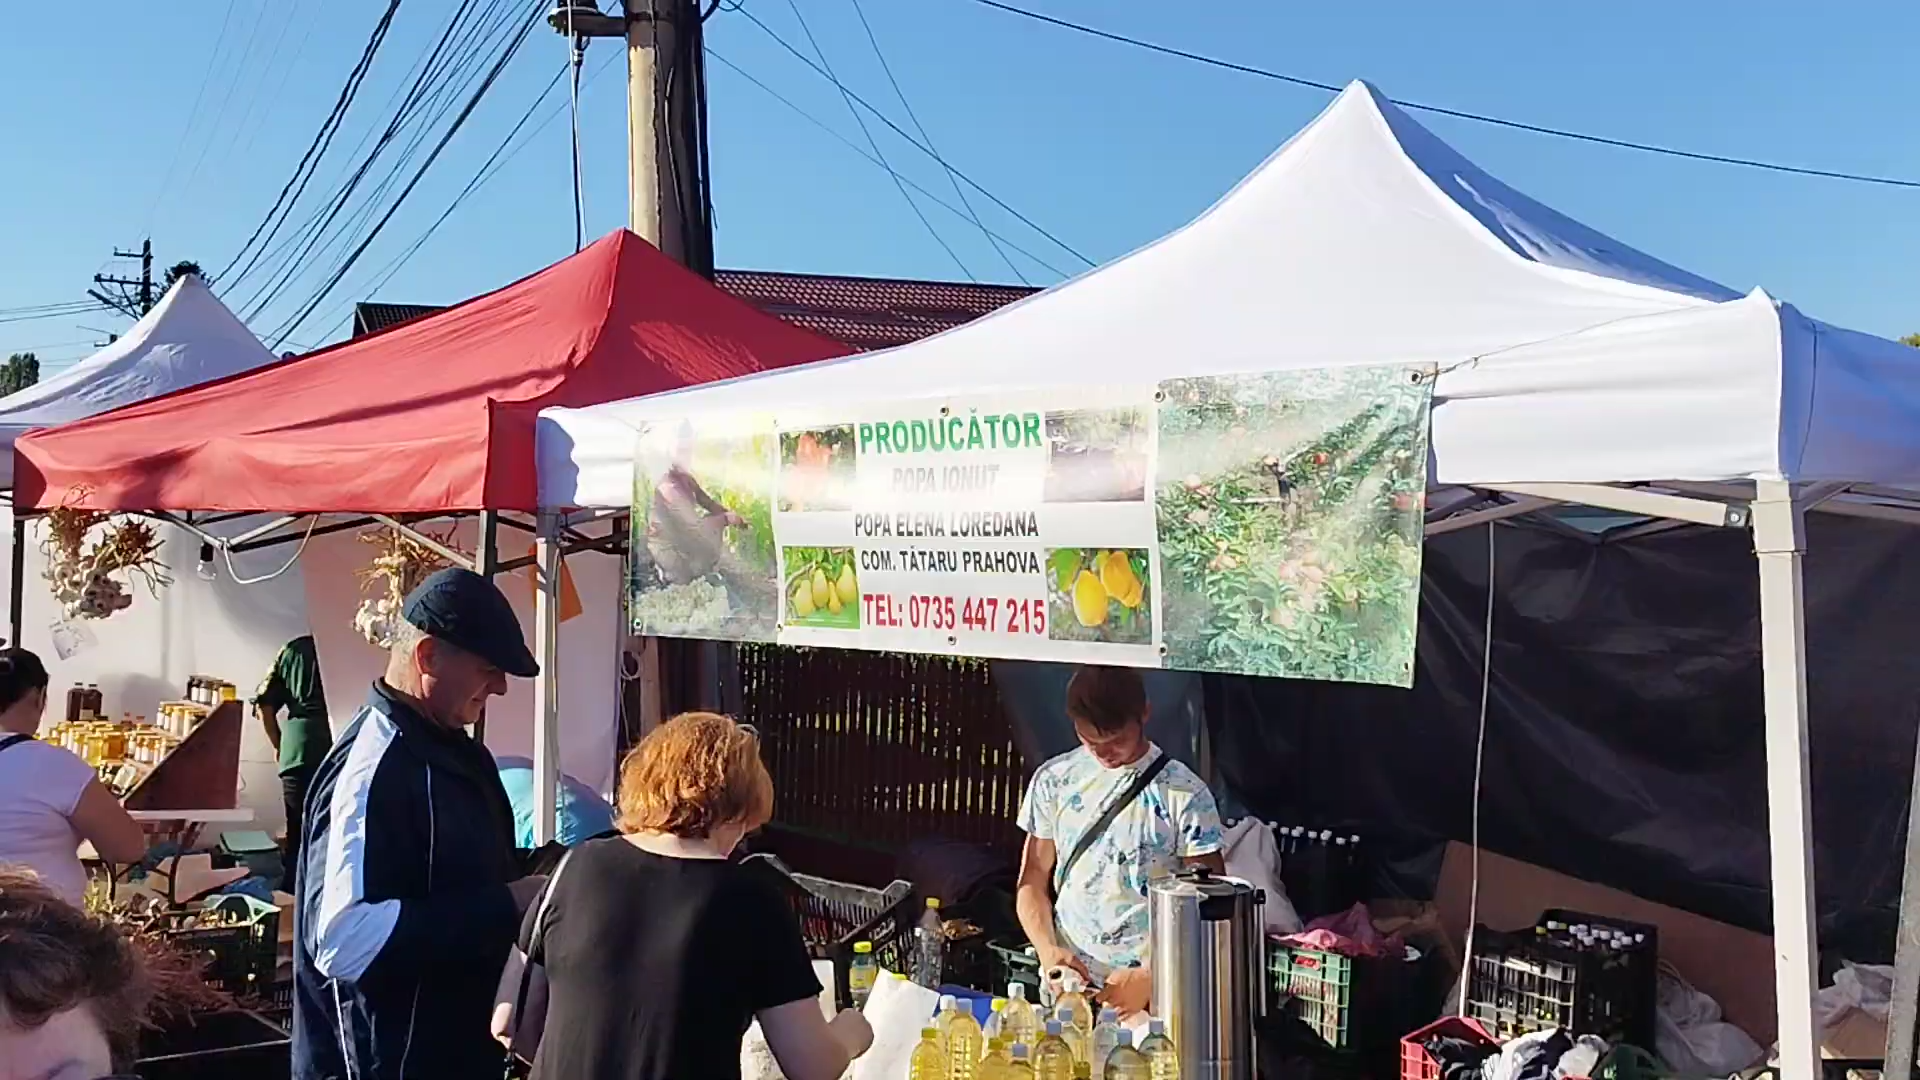 PRODUCĂTOR
POPA IONUT
POPA ELENA LOREDANA
COM. TĂTARU PRAHOVA
TEL: 0735 447 215